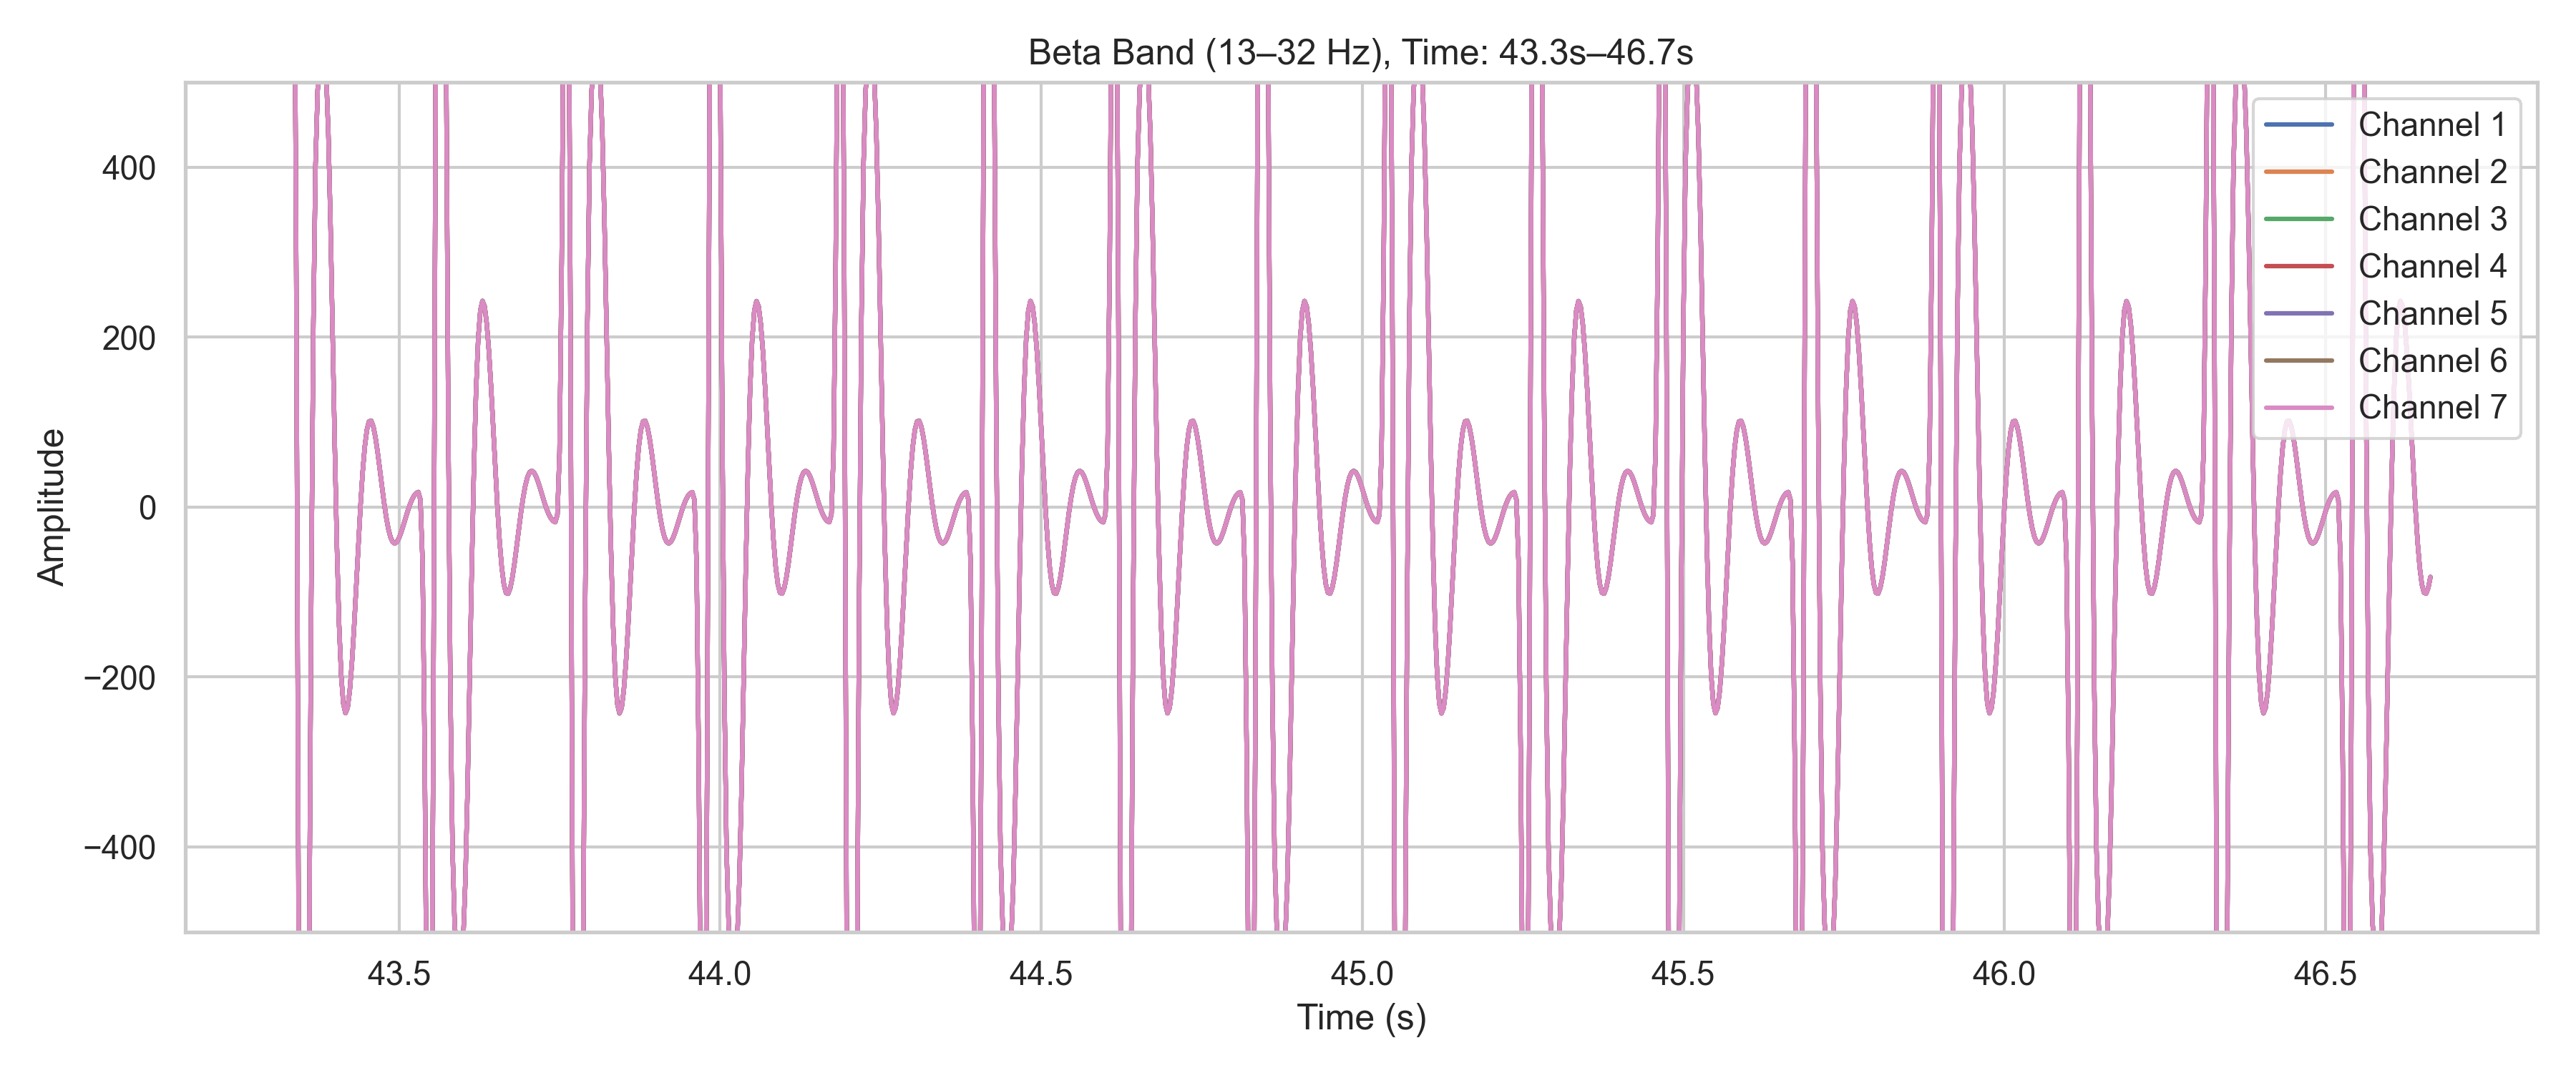 Beta Band (13–32 Hz), Time: 43.3s–46.7s
Channel 1
Channel 2
Channel 3
Channel 4
Channel 5
Channel 6
Channel 7
400
200
0
−200
−400
Amplitude
43.5 44.0 44.5 45.0 45.5 46.0 46.5
Time (s)